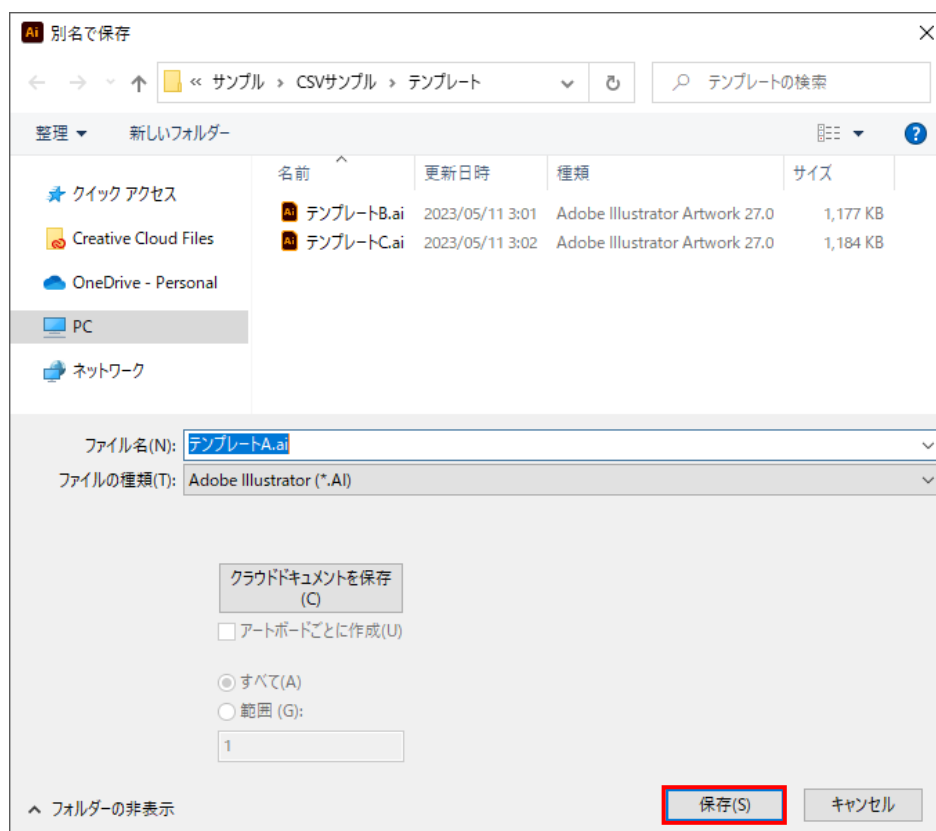 Ai 別名で保存
« サンプル › CSVサンプル › テンプレート
テンプレートの検索
整理 新しいフォルダー
?
名前 更新日時 種類 サイズ
クイック アクセス
Creative Cloud Files
OneDrive - Personal
PC
ネットワーク
Ai テンプレートB.ai 2023/05/11 3:01 Adobe Illustrator Artwork 27.0 1,177 KB
Ai テンプレートC.ai 2023/05/11 3:02 Adobe Illustrator Artwork 27.0 1,184 KB
ファイル名(N): テンプレートA.ai
ファイルの種類(T): Adobe Illustrator (*.AI)
クラウドドキュメントを保存
(C)
アートボードごとに作成(U)
すべて(A)
範囲 (G):
1
フォルダーの非表示
保存(S) キャンセル